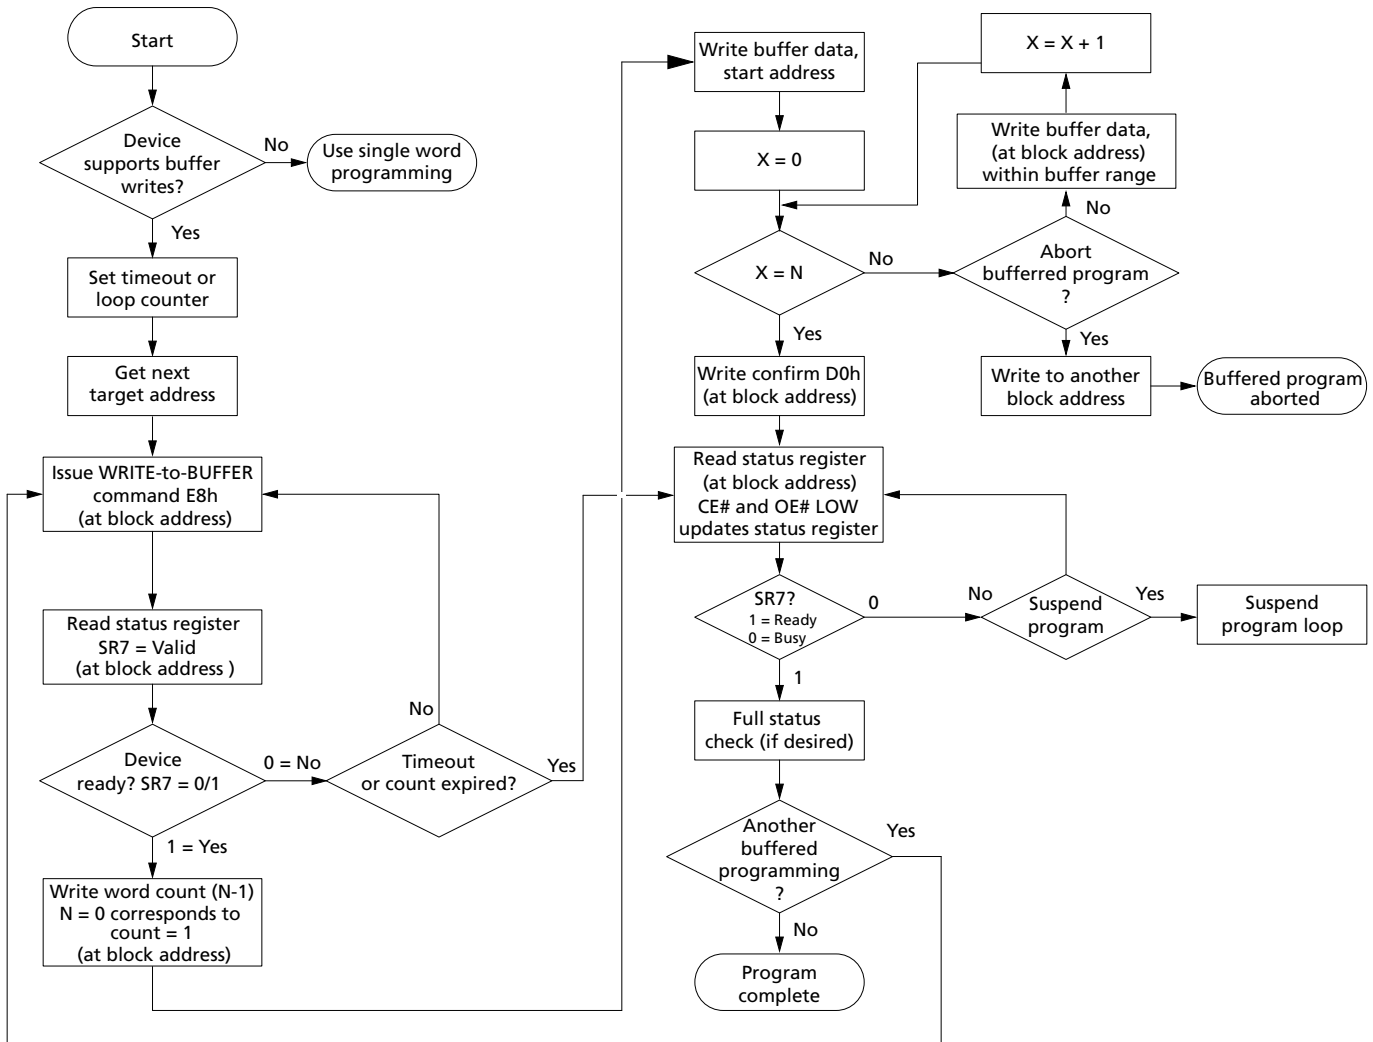 Start
Device
supports buffer
writes?
No
Use single word
programming
Yes
Set timeout or
loop counter
Get next
target address
Issue WRITE-to-BUFFER
command E8h
(at block address)
Read status register
SR7 = Valid
(at block address )
Device
ready? SR7 = 0/1
0 = No
No
Timeout
or count expired?
Yes
1 = Yes
Write word count (N-1)
N = 0 corresponds to
count = 1
(at block address)
Write buffer data,
start address
X = 0
X = N
No
Abort
bufferred program
?
No
Write buffer data,
(at block address)
within buffer range
X = X + 1
Yes
Write to another
block address
Buffered program
aborted
Yes
Write confirm D0h
(at block address)
Read status register
(at block address)
CE# and OE# LOW
updates status register
SR7?
1 = Ready
0 = Busy
0
No
Suspend
program
Yes
Suspend
program loop
1
Full status
check (if desired)
Another
buffered
programming
?
Yes
No
Program
complete